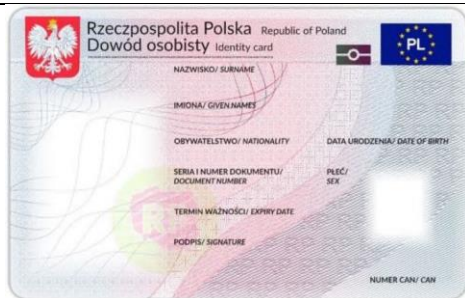 Rzeczpospolita Polska Republic of Poland
Dowód osobisty Identity card
PL
NAZWISKO/ SURNAME
IMIONA/ GIVEN NAMES
OBYWATELSTWO/ NATIONALITY DATA URODZENIA/ DATE OF BIRTH
SERIA I NUMER DOKUMENTU/ PŁEĆ/
DOCUMENT NUMBER SEX
TERMIN WAŻNOŚCI/ EXPIRY DATE
PODPIS/ SIGNATURE
NUMER CAN/ CAN